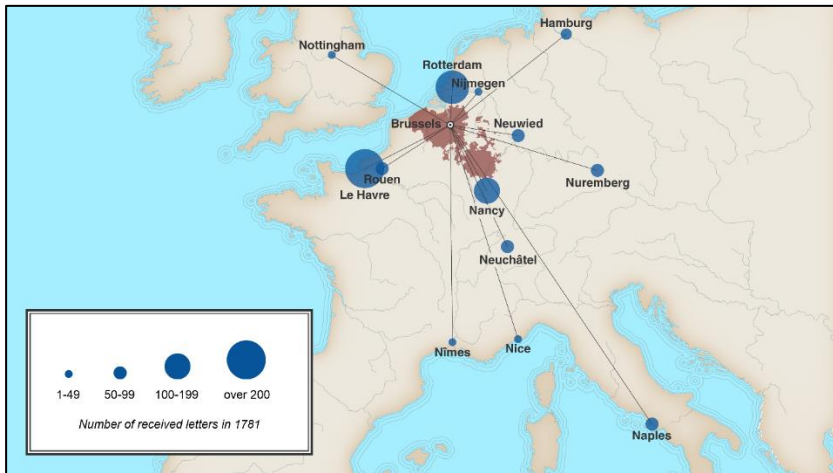 Hamburg
Nottingham
Rotterdam
Nijmegen
Brussels
Neuwied
Rouen
Le Havre
Nuremberg
Nancy
Neuchâtel
Nîmes
Nice
Naples
1-49
50-99
100-199
over 200
Number of received letters in 1781